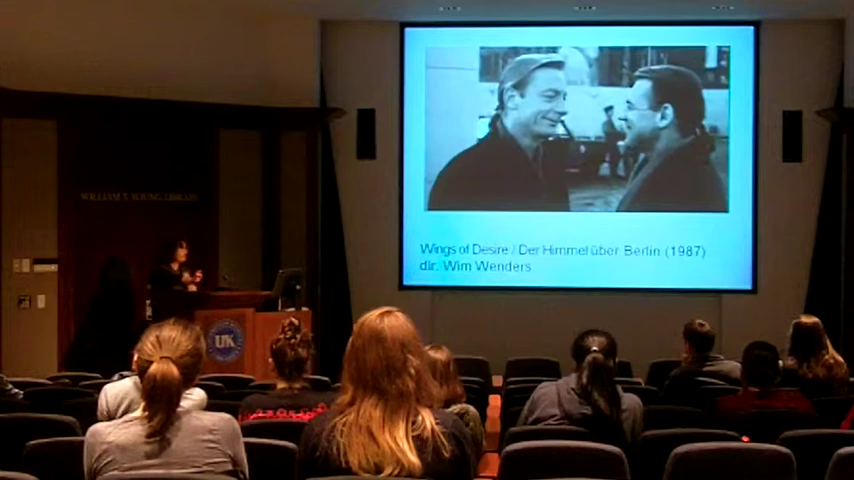 Wings of Desire / Der Himmel über Berlin (1987)
dir. Wim Wenders
WILLIAM T. YOUNG LIBRARY
UK